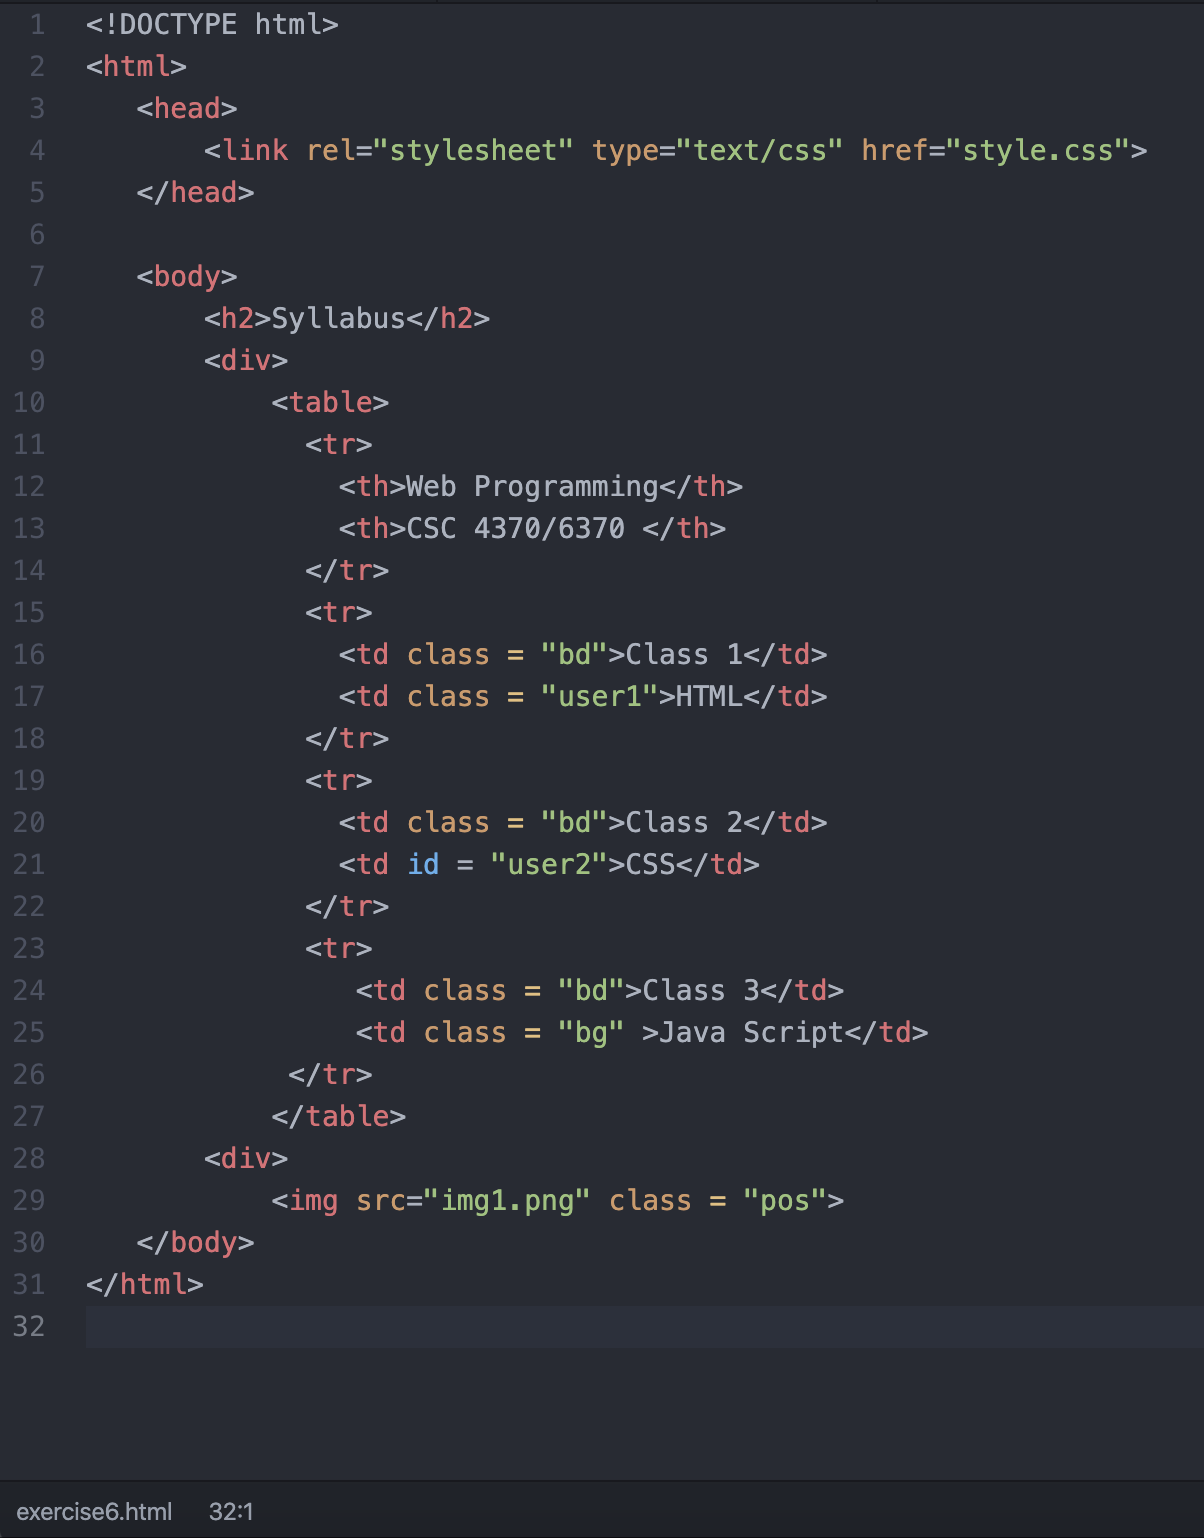 1 <!DOCTYPE html>
2 <html>
3    <head>
4        <link rel="stylesheet" type="text/css" href="style.css">
5    </head>
6
7    <body>
8        <h2>Syllabus</h2>
9        <div>
10            <table>
11              <tr>
12                <th>Web Programming</th>
13                <th>CSC 4370/6370 </th>
14              </tr>
15              <tr>
16                <td class = "bd">Class 1</td>
17                <td class = "user1">HTML</td>
18              </tr>
19              <tr>
20                <td class = "bd">Class 2</td>
21                <td id = "user2">CSS</td>
22              </tr>
23              <tr>
24                 <td class = "bd">Class 3</td>
25                 <td class = "bg" >Java Script</td>
26             </tr>
27            </table>
28        <div>
29            <img src="img1.png" class = "pos">
30    </body>
31 </html>
32
exercise6.html 32:1